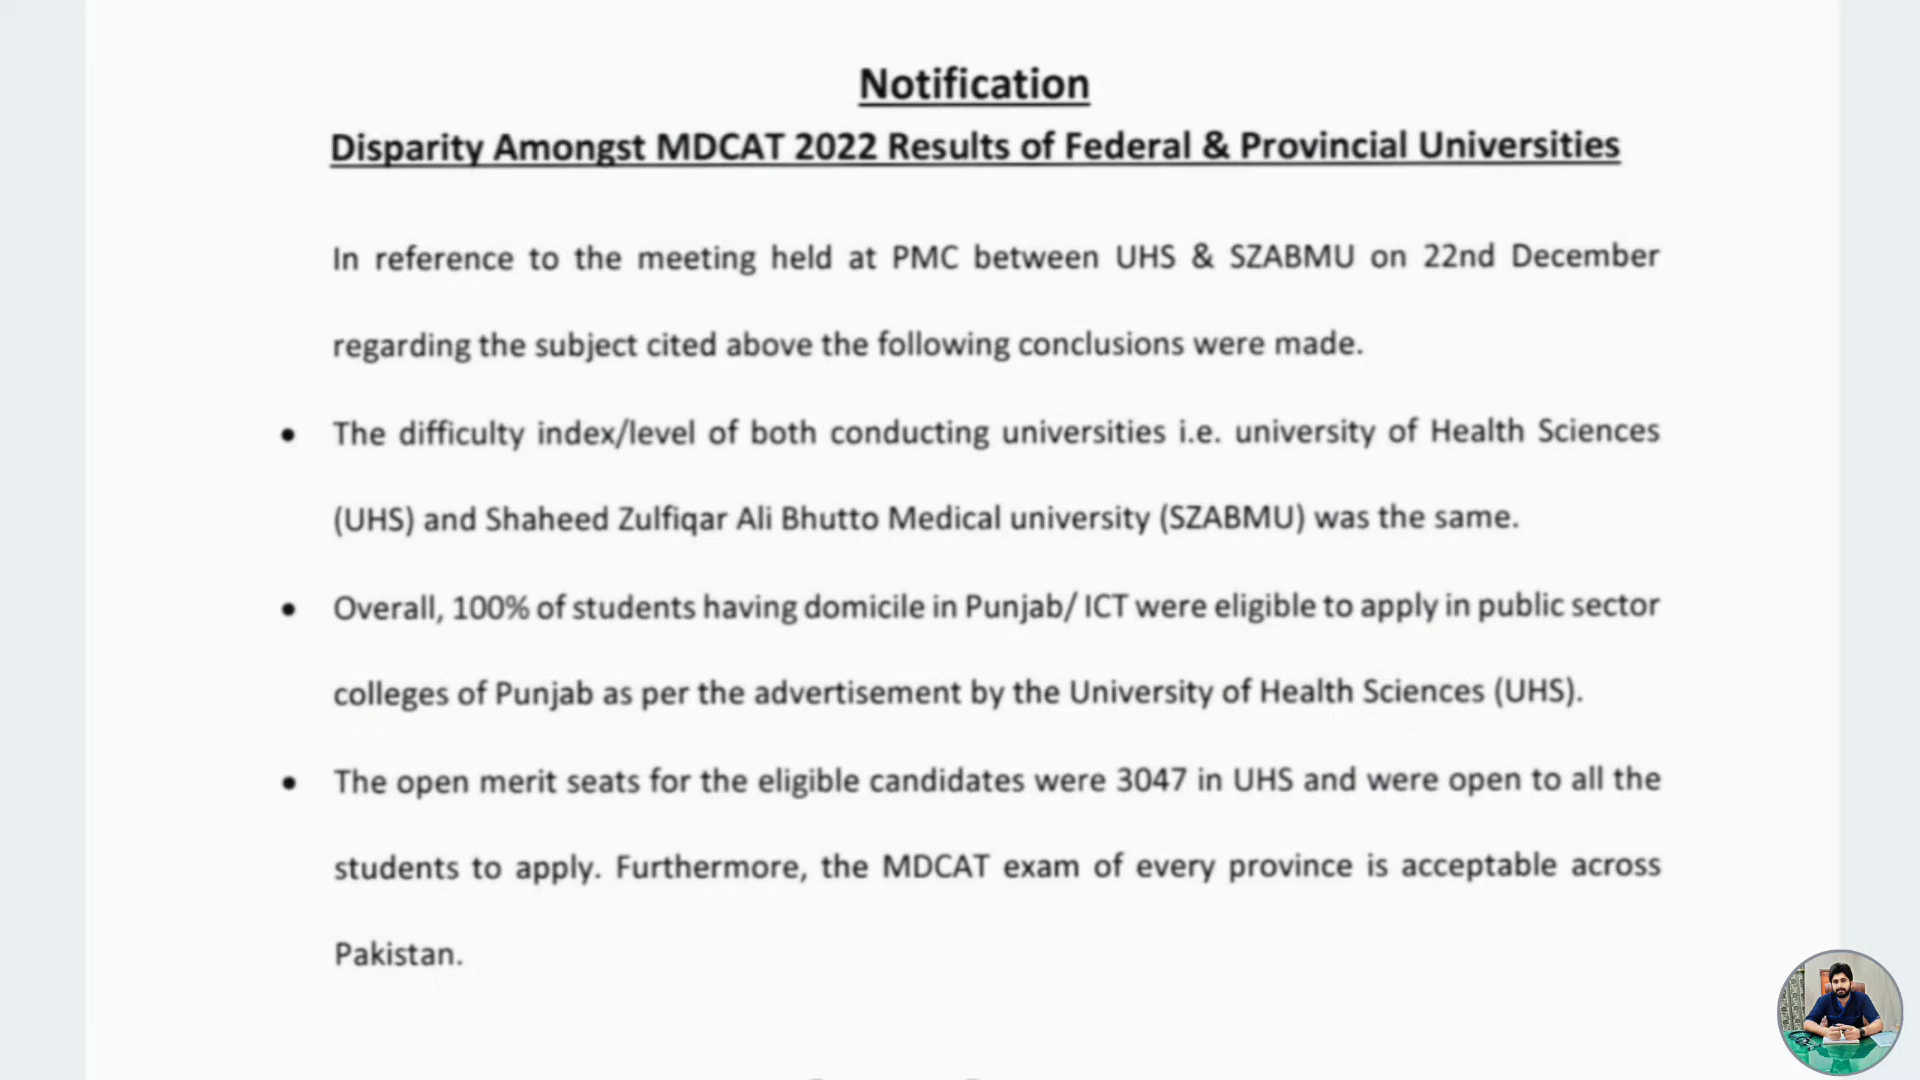 Notification
Disparity Amongst MDCAT 2022 Results of Federal & Provincial Universities
In reference to the meeting held at PMC between UHS & SZABMU on 22nd December
regarding the subject cited above the following conclusions were made.
• The difficulty index/level of both conducting universities i.e. university of Health Sciences
(UHS) and Shaheed Zulfiqar Ali Bhutto Medical university (SZABMU) was the same.
• Overall, 100% of students having domicile in Punjab/ ICT were eligible to apply in public sector
colleges of Punjab as per the advertisement by the University of Health Sciences (UHS).
• The open merit seats for the eligible candidates were 3047 in UHS and were open to all the
students to apply. Furthermore, the MDCAT exam of every province is acceptable across
Pakistan.